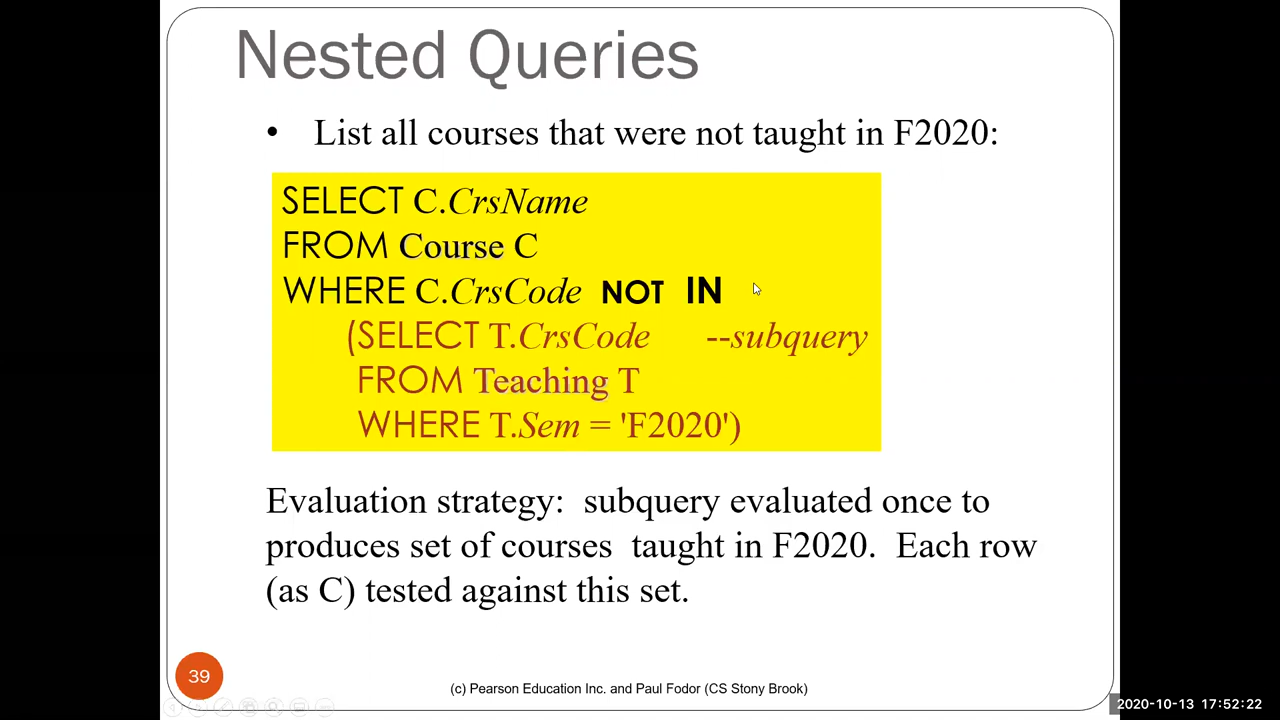 Nested Queries
• List all courses that were not taught in F2020:
SELECT C.CrsName
FROM Course C
WHERE C.CrsCode NOT IN
(SELECT T.CrsCode --subquery
FROM Teaching T
WHERE T.Sem = 'F2020')
Evaluation strategy: subquery evaluated once to
produces set of courses taught in F2020. Each row
(as C) tested against this set.
39
(c) Pearson Education Inc. and Paul Fodor (CS Stony Brook)
2020-10-13 17:52:22